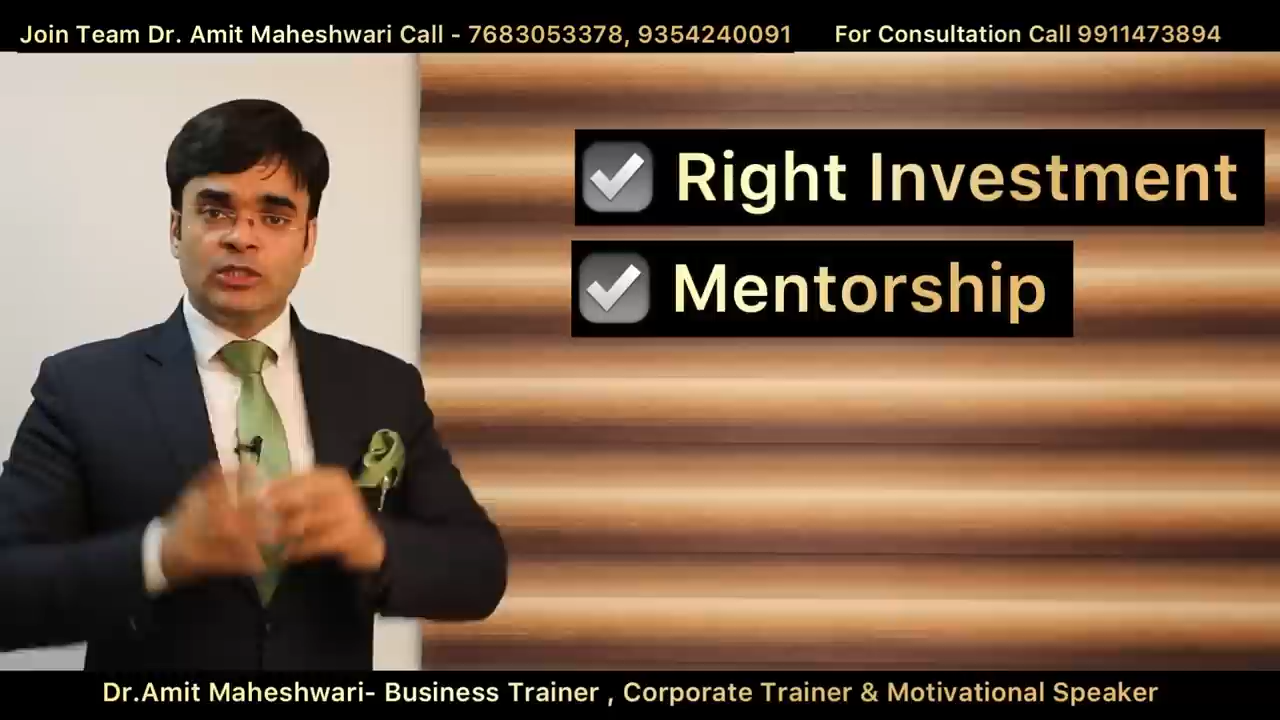 Join Team Dr. Amit Maheshwari Call - 7683053378, 9354240091 For Consultation Call 9911473894
Right Investment
Mentorship
Dr.Amit Maheshwari- Business Trainer , Corporate Trainer & Motivational Speaker